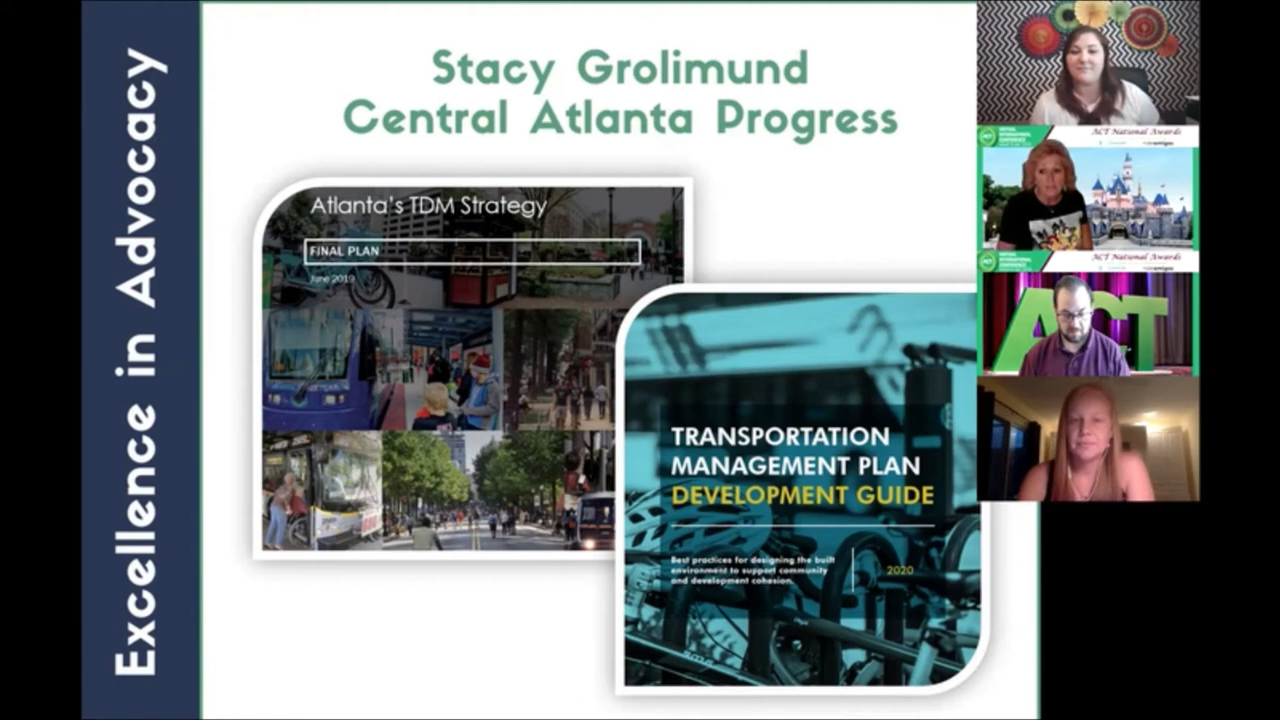 Excellence in Advocacy
Stacy Grolimund
Central Atlanta Progress
Atlanta's TDM Strategy
FINAL PLAN
June 2019
TRANSPORTATION
MANAGEMENT PLAN
DEVELOPMENT GUIDE
Best practices for designing the built
environment to support community
and development cohesion.
2020
ACT National Awards
ACT
ACT National Awards
ACT
ACT